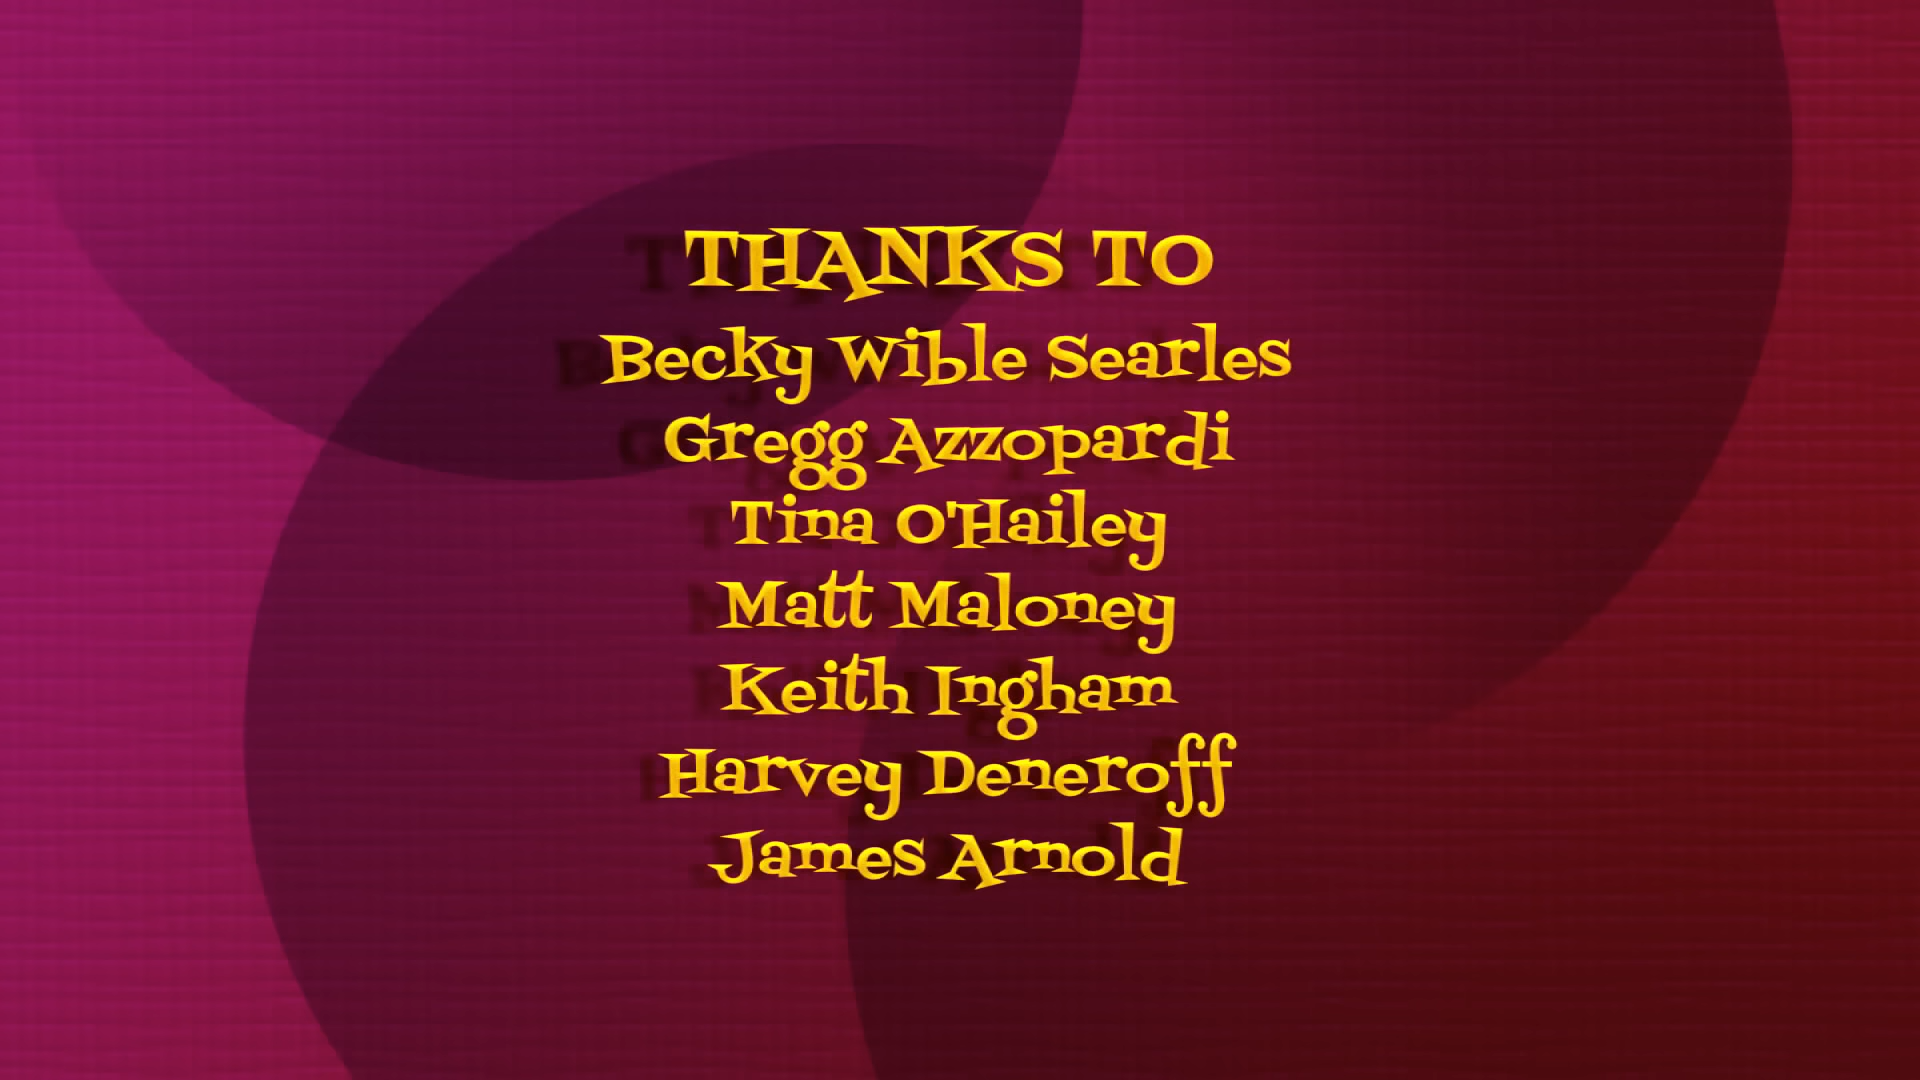 THANKS TO
Becky Wible Searles
Gregg Azzopardi
Tina O'Hailey
Matt Maloney
Keith Ingham
Harvey Deneroff
James Arnold